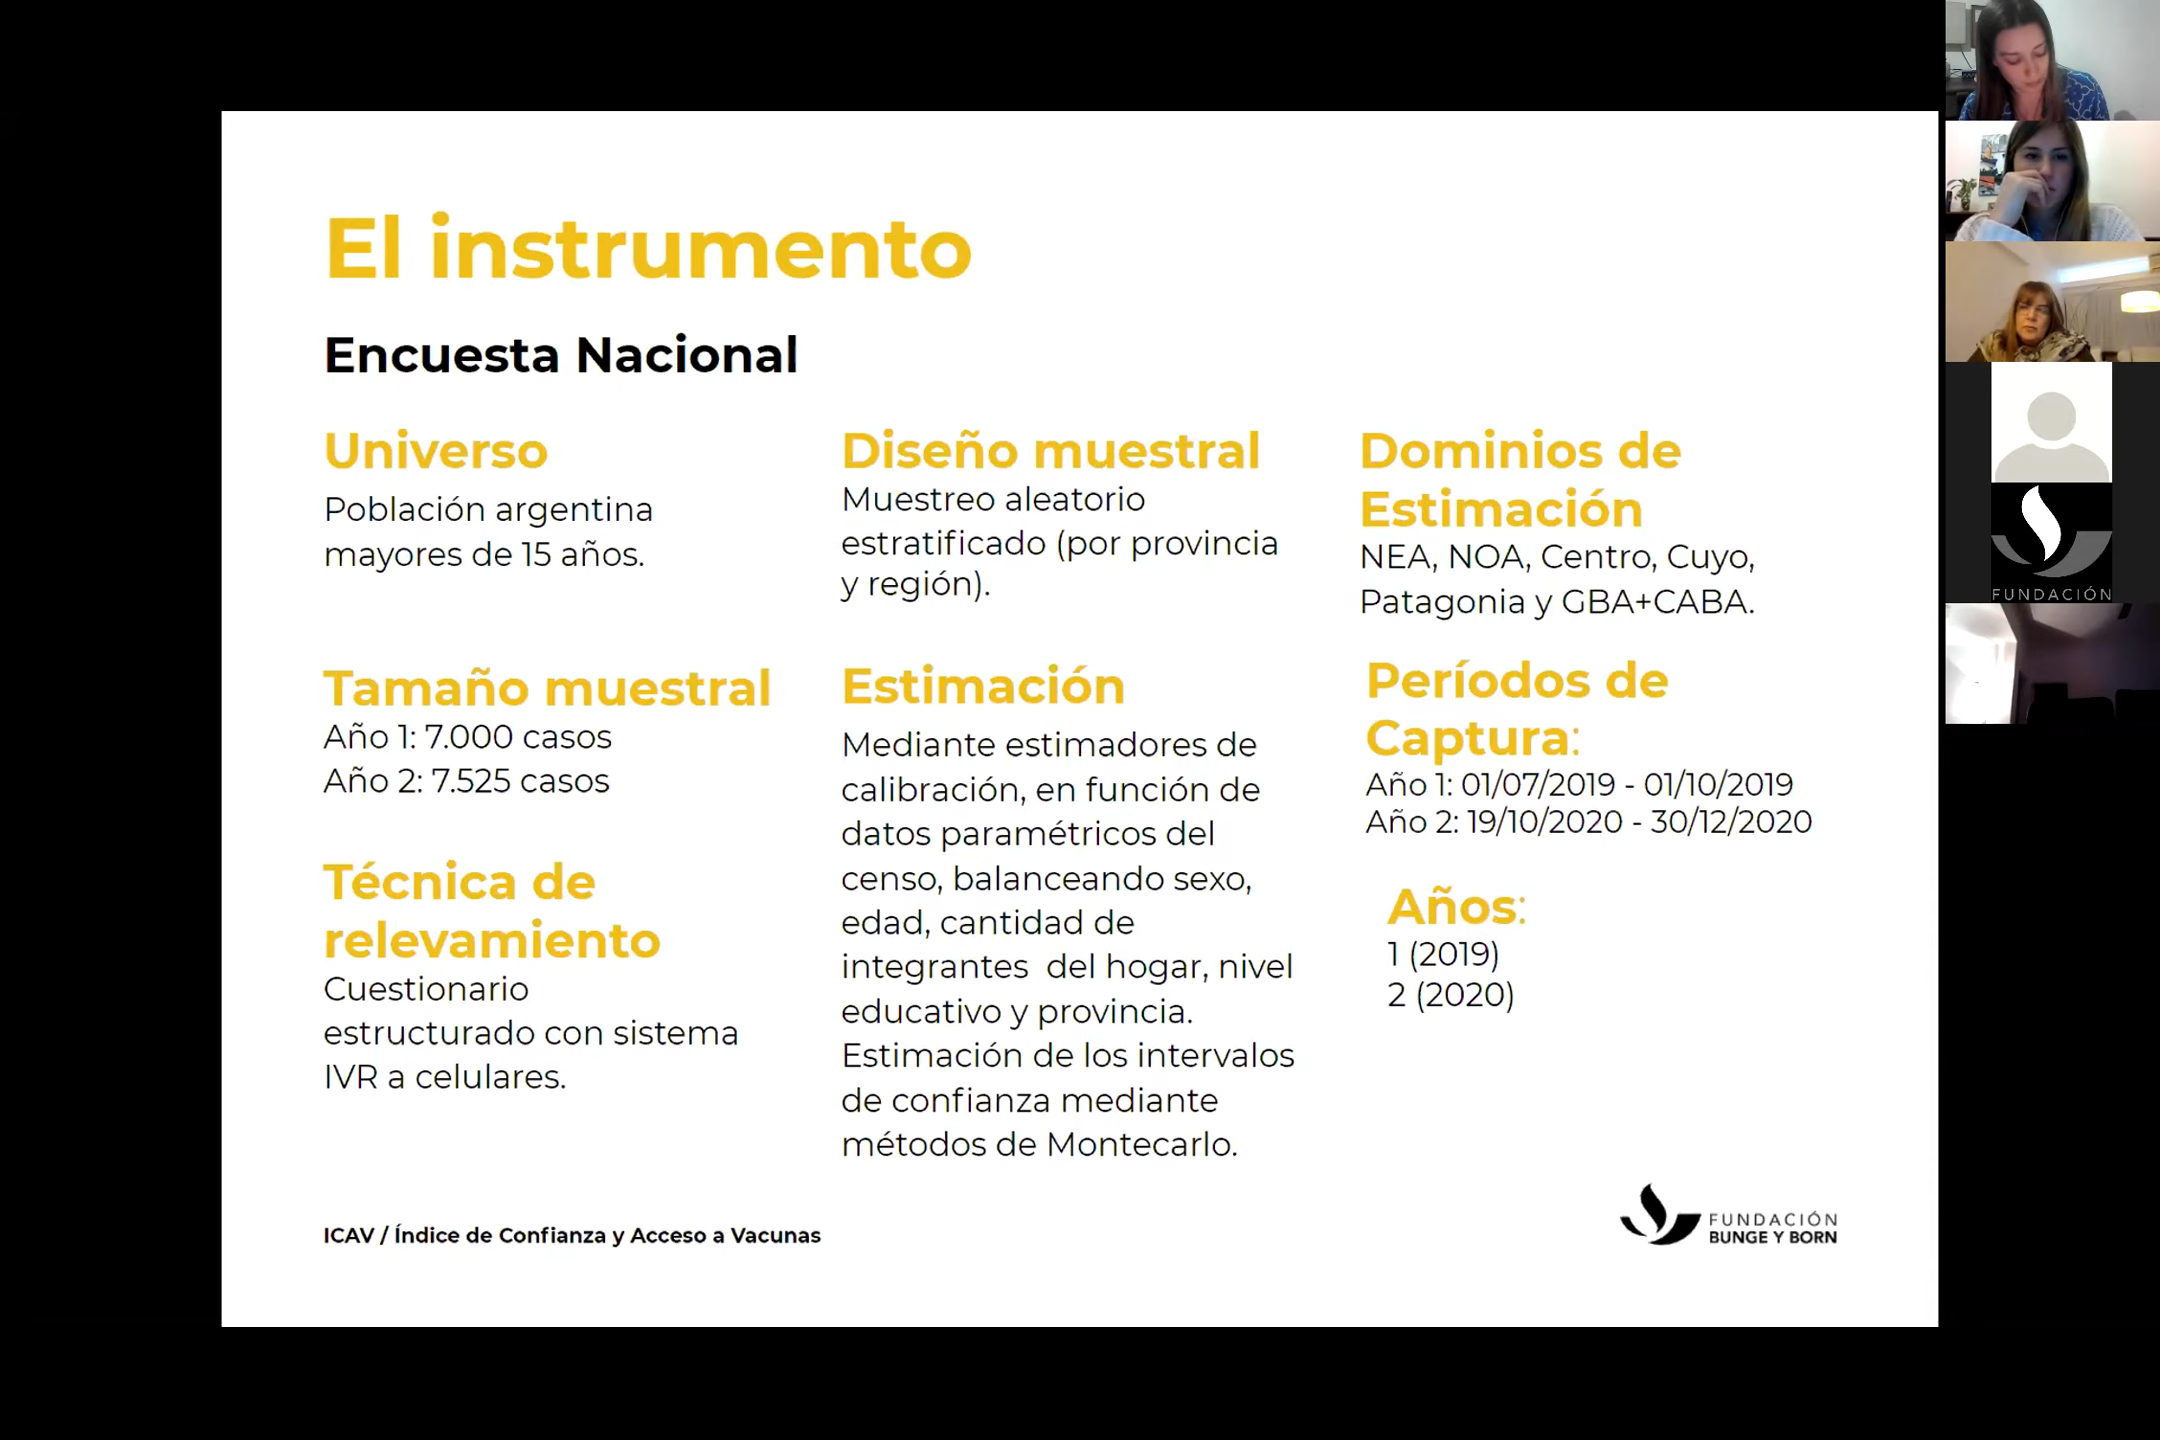 El instrumento
Encuesta Nacional
Universo
Población argentina
mayores de 15 años.
Tamaño muestral
Año 1: 7.000 casos
Año 2: 7.525 casos
Técnica de
relevamiento
Cuestionario
estructurado con sistema
IVR a celulares.
Diseño muestral
Muestreo aleatorio
estratificado (por provincia
y región).
Estimación
Mediante estimadores de
calibración, en función de
datos paramétricos del
censo, balanceando sexo,
edad, cantidad de
integrantes del hogar, nivel
educativo y provincia.
Estimación de los intervalos
de confianza mediante
métodos de Montecarlo.
Dominios de
Estimación
NEA, NOA, Centro, Cuyo,
Patagonia y GBA+CABA.
Períodos de
Captura:
Año 1: 01/07/2019 - 01/10/2019
Año 2: 19/10/2020 - 30/12/2020
Años:
1 (2019)
2 (2020)
ICAV / Índice de Confianza y Acceso a Vacunas
FUNDACIÓN
BUNGE Y BORN
FUNDACIÓN